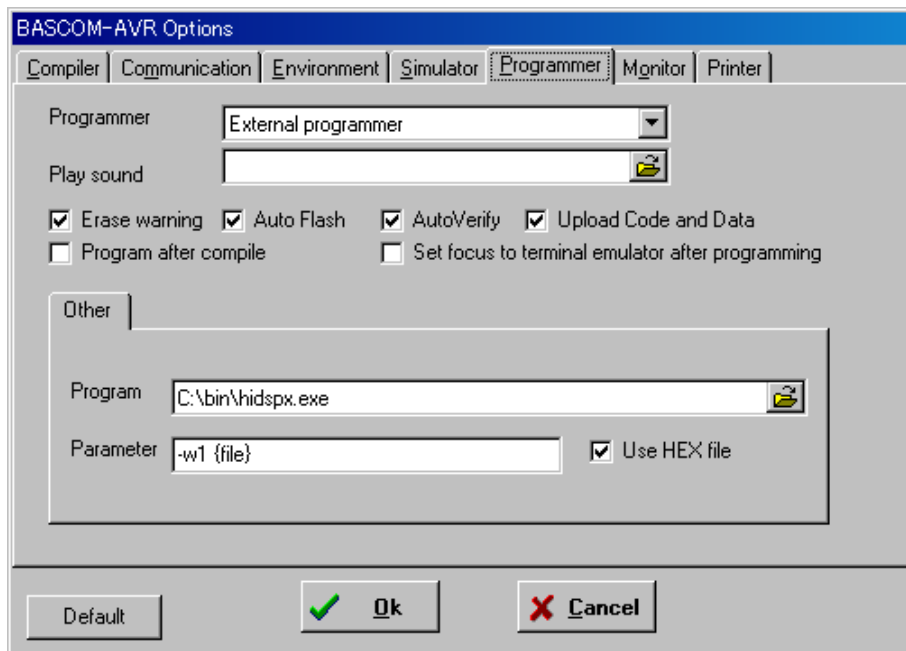 BASCOM-AVR Options
Compiler Communication Environment Simulator Programmer Monitor Printer
Programmer External programmer
Play sound
Erase warning Auto Flash AutoVerify Upload Code and Data
Program after compile Set focus to terminal emulator after programming
Other
Program C:\bin\hidspx.exe
Parameter -w1 {file} Use HEX file
Default Ok Cancel